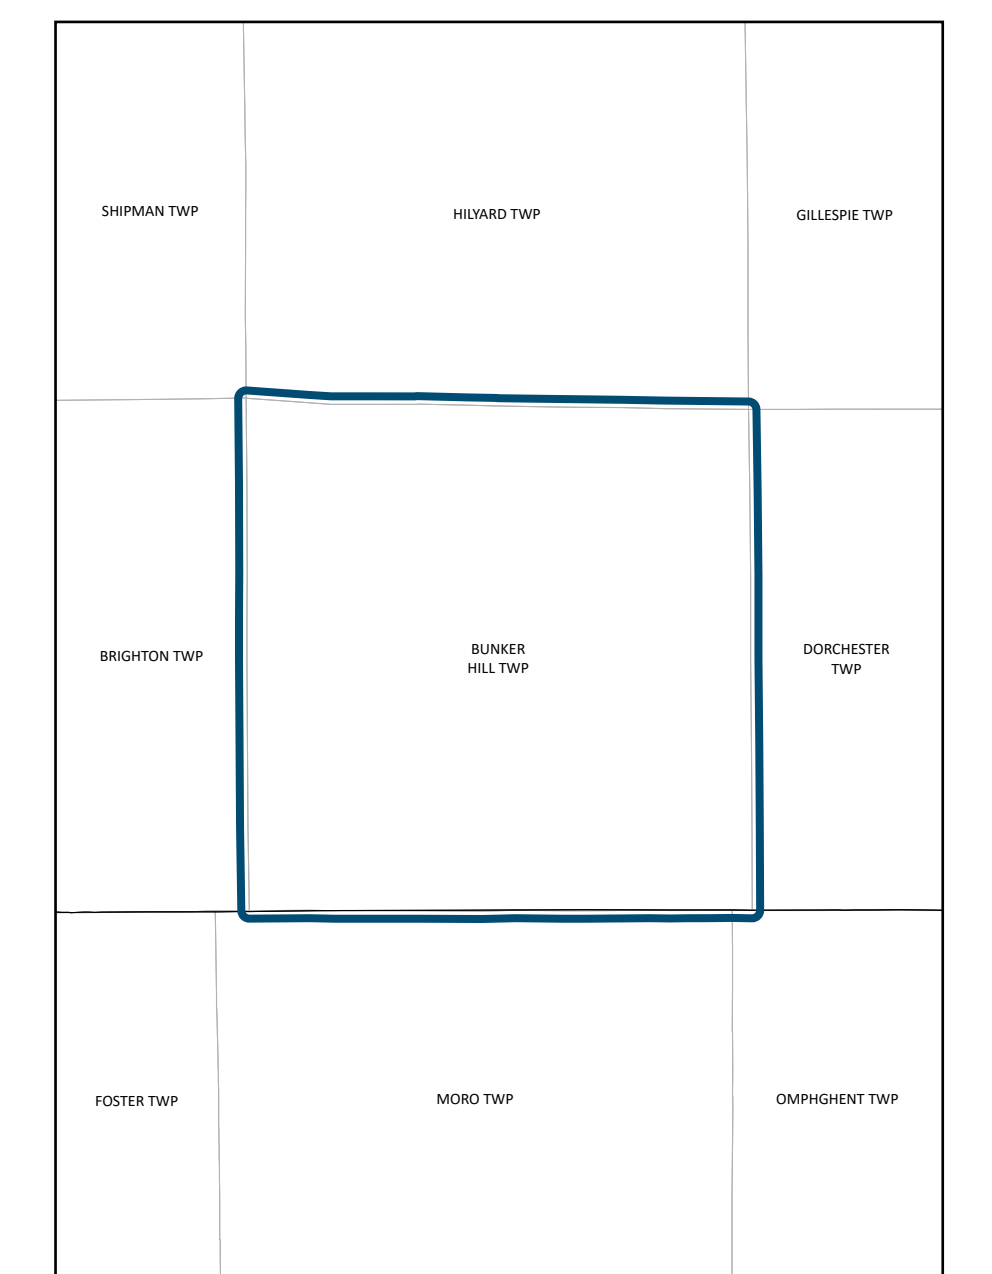 SHIPMAN TWP
HILYARD TWP
GILLESPIE TWP
BRIGHTON TWP
BUNKER
HILL TWP
DORCHESTER
TWP
FOSTER TWP
MORO TWP
OMPHGHENT TWP